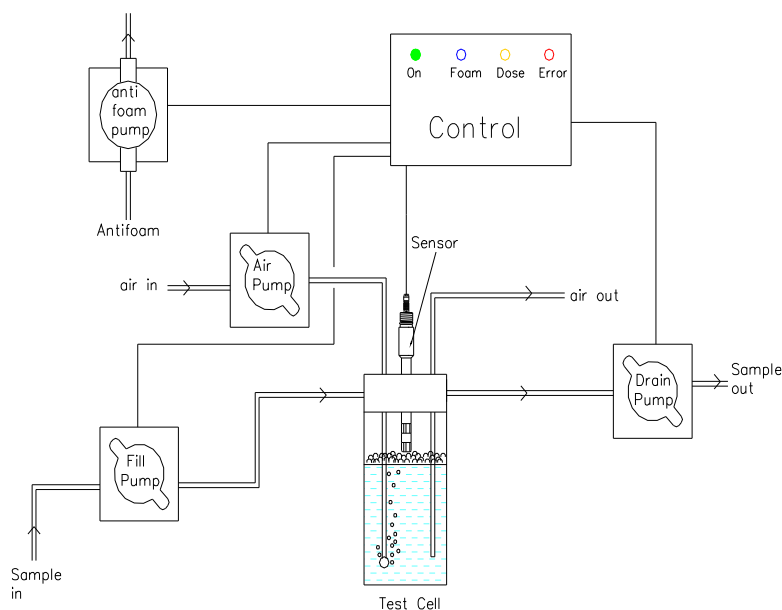 On Foam Dose Error
Control
anti
foam
pump
Antifoam
Sensor
Air
Pump
air in
air out
Drain
Pump
Sample
out
Fill
Pump
Sample
in
Test Cell